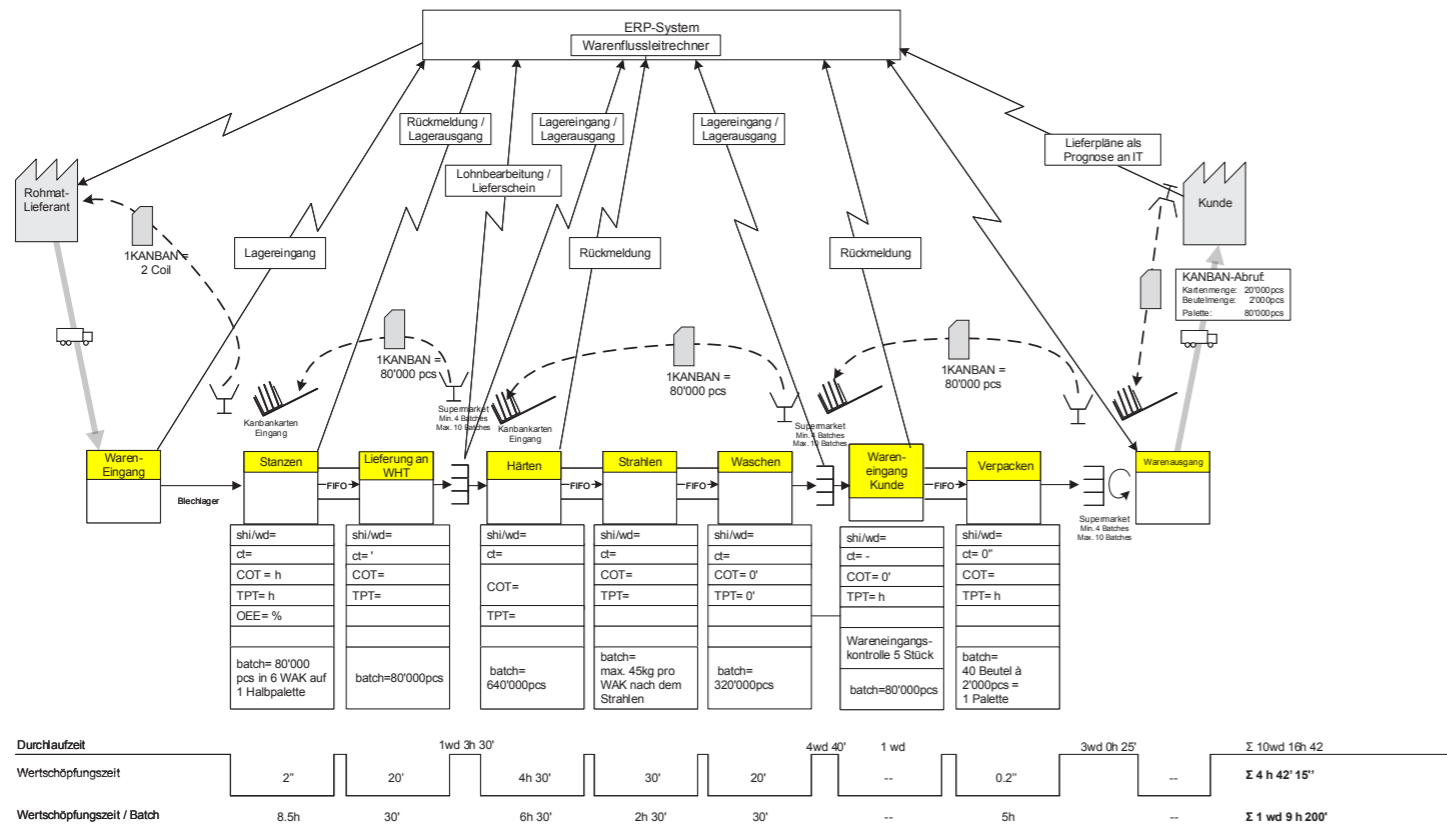 ERP-System
Warenflussleitrechner
Rückmeldung /
Lagerausgang
Lagereingang /
Lagerausgang
Lagereingang /
Lagerausgang
Lieferpläne als
Prognose an IT
Lohnbearbeitung /
Lieferschein
Rohmat-
Lieferant
Kunde
1KANBAN =
2 Coil
Lagereingang
Rückmeldung
Rückmeldung
KANBAN-Abruf:
Kartenmenge: 20'000pcs
Beutelmenge: 2'000pcs
Palette: 80'000pcs
1KANBAN =
80'000 pcs
1KANBAN =
80'000 pcs
1KANBAN =
80'000 pcs
Kanbankarten
Eingang
Supermarket
Min. 4 Batches
Max. 10 Batches
Kanbankarten
Eingang
Supermarket
Min. 4 Batches
Max. 10 Batches
Waren-
Eingang
Blechlager
Stanzen
FIFO
Lieferung an
WHT
Härten
FIFO
Strahlen
FIFO
Waschen
Waren-
eingang
Kunde
FIFO
Verpacken
Supermarket
Min. 4 Batches
Max. 10 Batches
Warenausgang
shi/wd=
ct=
COT = h
TPT= h
OEE= %
batch= 80'000
pcs in 6 WAK auf
1 Halbpalette
shi/wd=
ct= '
COT=
TPT=
batch=80'000pcs
shi/wd=
ct=
COT=
TPT=
batch=
640'000pcs
shi/wd=
ct=
COT=
TPT=
batch=
max. 45kg pro
WAK nach dem
Strahlen
shi/wd=
ct=
COT= 0'
TPT= 0'
batch=
320'000pcs
shi/wd=
ct= -
COT= 0'
TPT= h
Wareneingangs-
kontrolle 5 Stück
batch=80'000pcs
shi/wd=
ct= 0"
COT=
TPT= h
batch=
40 Beutel à
2'000pcs =
1 Palette
Durchlaufzeit 1wd 3h 30' 4wd 40' 1 wd 3wd 0h 25' Σ 10wd 16h 42
Wertschöpfungszeit 2" 20' 4h 30' 30' 20' -- 0.2" -- Σ 4 h 42' 15"
Wertschöpfungszeit / Batch 8.5h 30' 6h 30' 2h 30' 30' -- 5h -- Σ 1 wd 9 h 200'